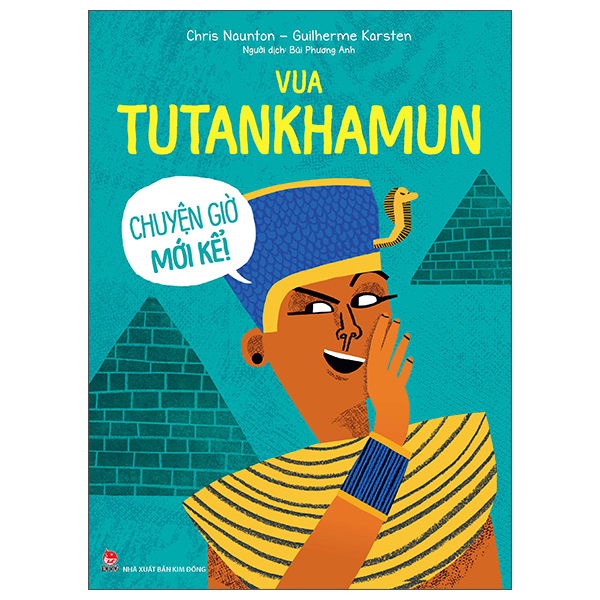 Chris Naunton – Guilherme Karsten
Người dịch: Bùi Phương Anh
VUA
TUTANKHAMUN
CHUYỆN GIỜ
MỚI KỂ!
NHÀ XUẤT BẢN KIM ĐỒNG